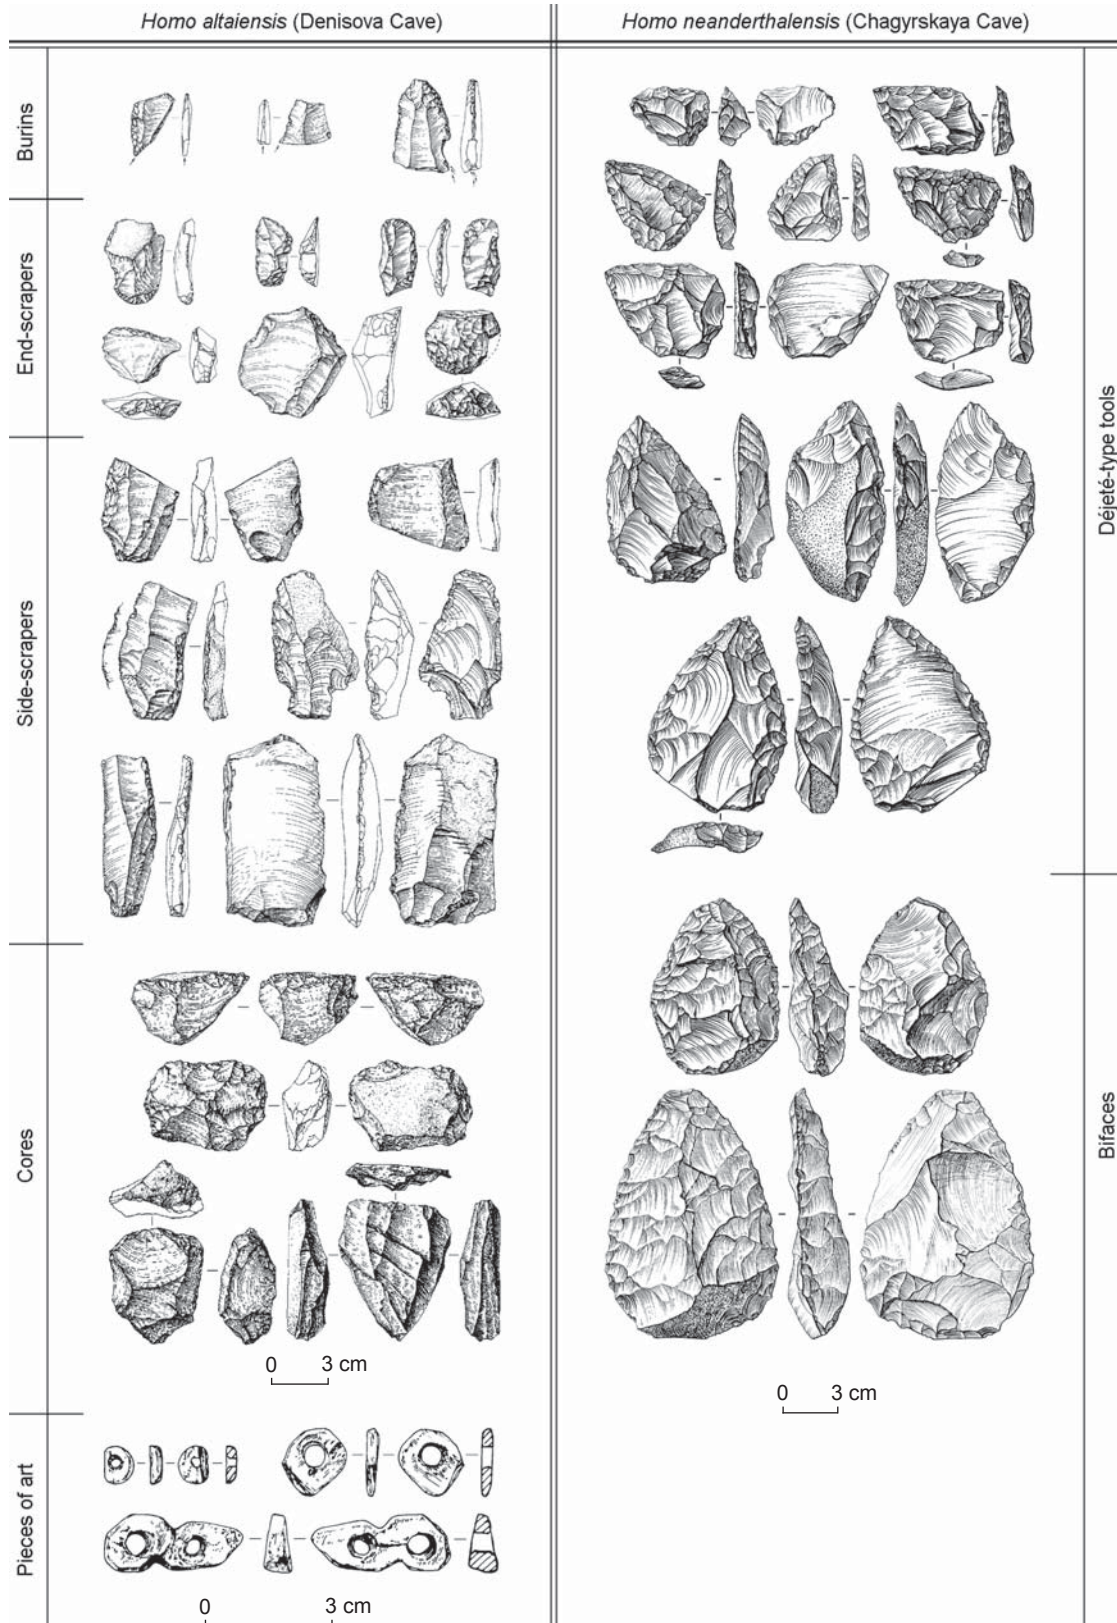 Homo altaiensis (Denisova Cave)
Homo neanderthalensis (Chagyrskaya Cave)
Burins
End-scrapers
Side-scrapers
Cores
0 3 cm
Pieces of art
0 3 cm
Déjeté-type tools
Bifaces
0 3 cm